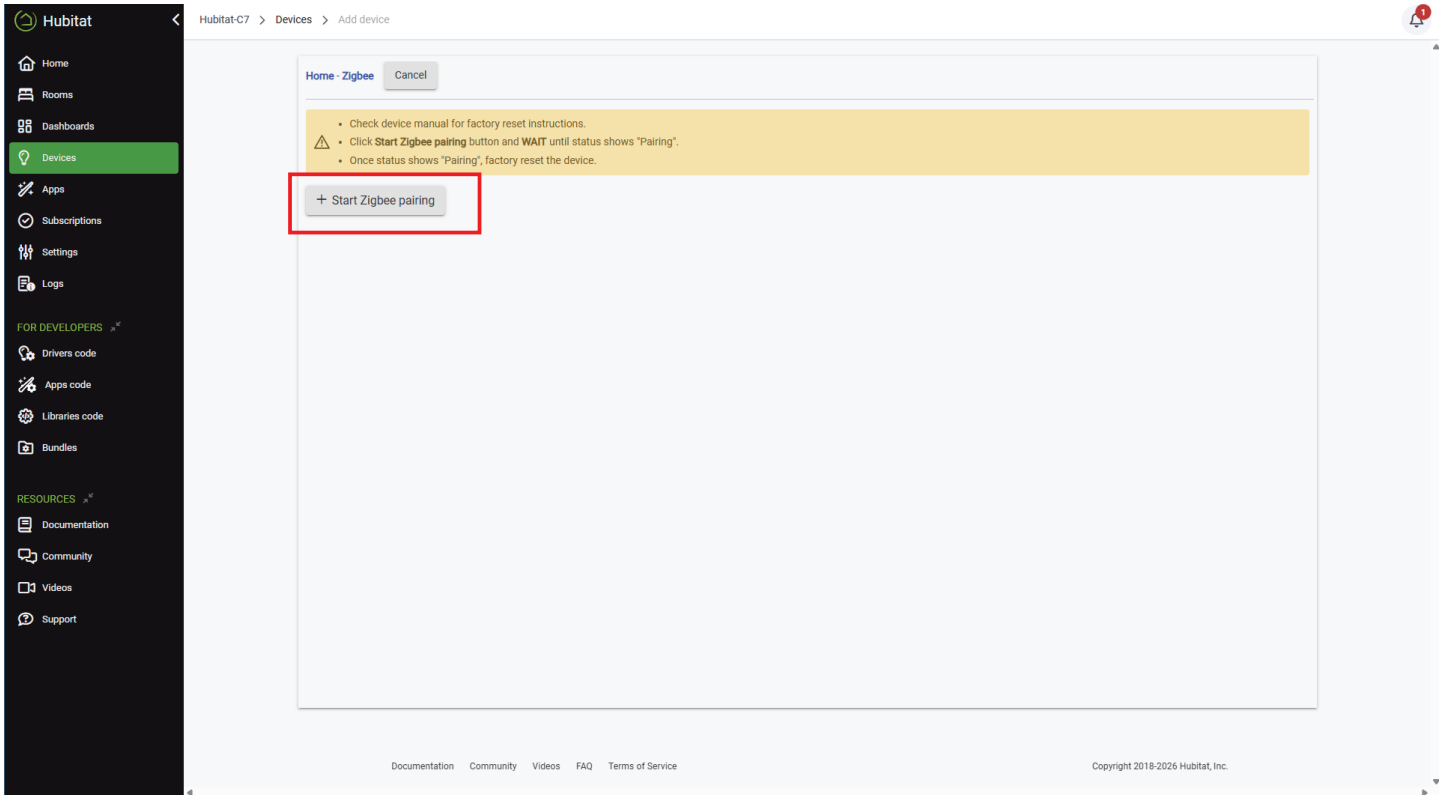 Hubitat
Hubitat-C7 > Devices > Add device
1
Home
Rooms
Dashboards
Devices
Apps
Subscriptions
Settings
Logs
FOR DEVELOPERS
Drivers code
Apps code
Libraries code
Bundles
RESOURCES
Documentation
Community
Videos
Support
Home - Zigbee Cancel
• Check device manual for factory reset instructions.
• Click Start Zigbee pairing button and WAIT until status shows "Pairing".
• Once status shows "Pairing", factory reset the device.
+ Start Zigbee pairing
Documentation Community Videos FAQ Terms of Service
Copyright 2018-2026 Hubitat, Inc.